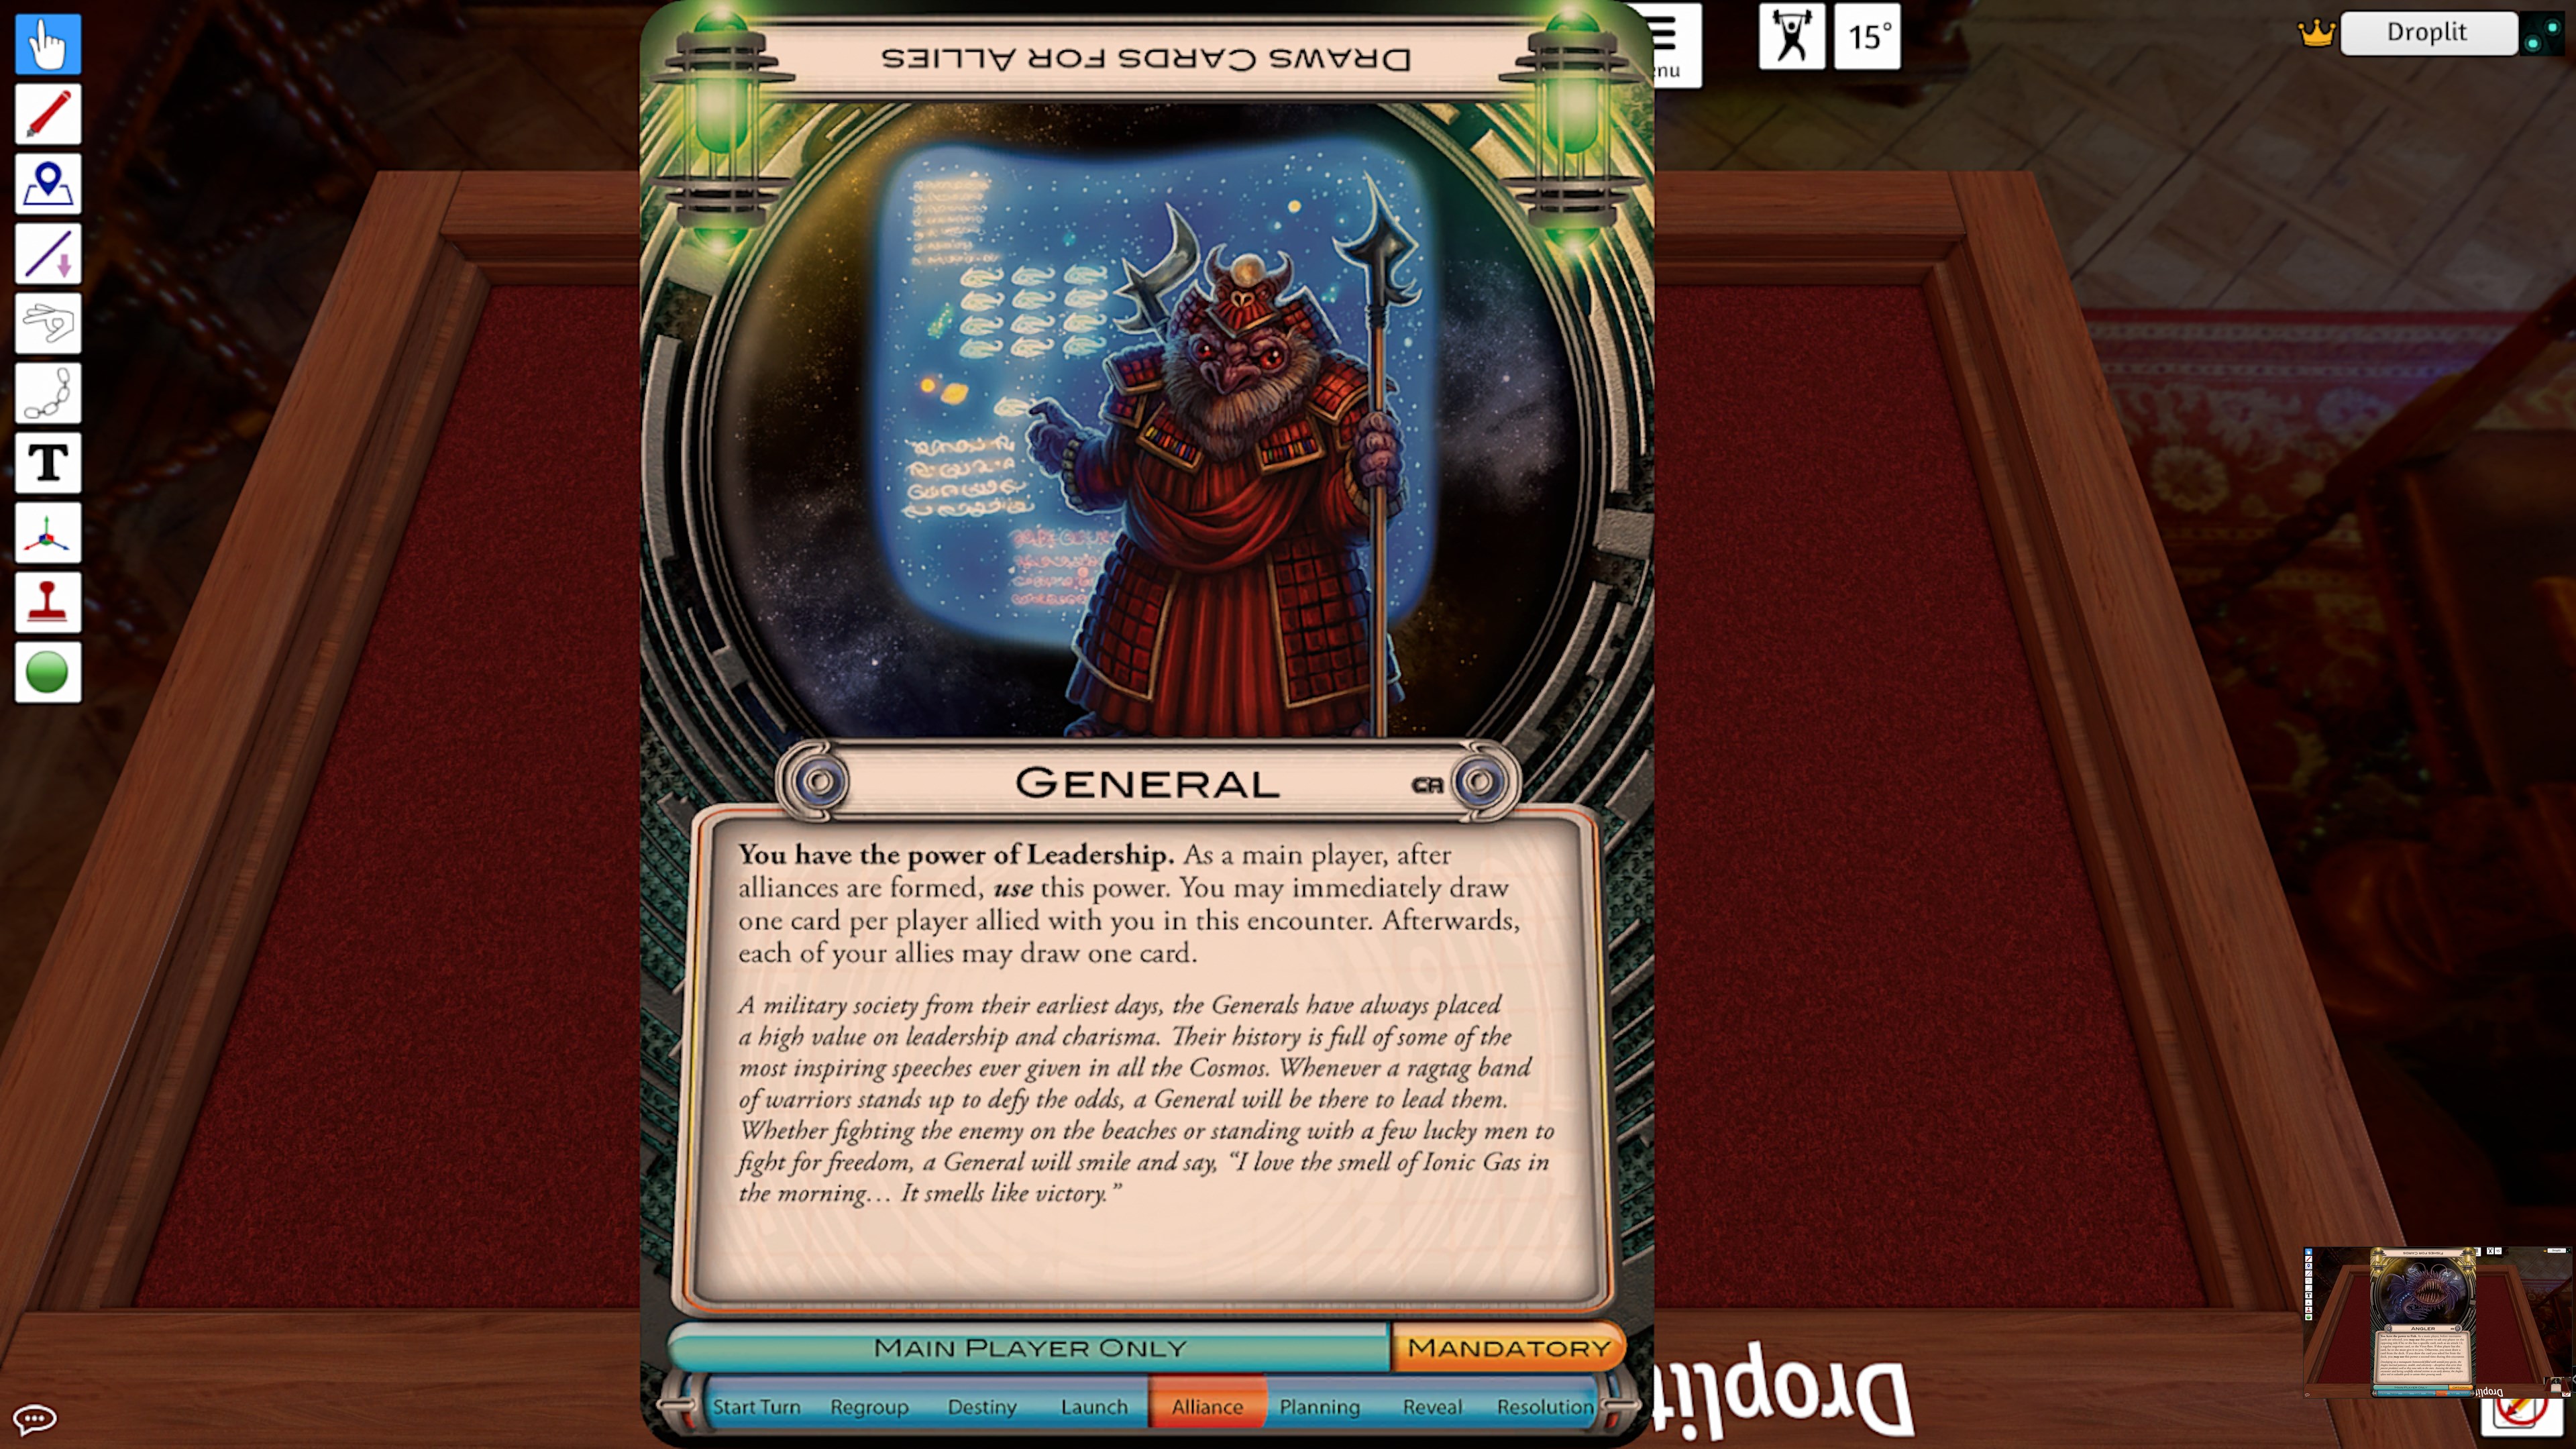 DRAWS CARDS FOR ALLIES
nu
15°
Droplit
T
GENERAL
CA
You have the power of Leadership. As a main player, after
alliances are formed, use this power. You may immediately draw
one card per player allied with you in this encounter. Afterwards,
each of your allies may draw one card.
A military society from their earliest days, the Generals have always placed
a high value on leadership and charisma. Their history is full of some of the
most inspiring speeches ever given in all the Cosmos. Whenever a ragtag band
of warriors stands up to defy the odds, a General will be there to lead them.
Whether fighting the enemy on the beaches or standing with a few lucky men to
fight for freedom, a General will smile and say, “I love the smell of Ionic Gas in
the morning… It smells like victory.”
MAIN PLAYER ONLY
MANDATORY
Start Turn Regroup Destiny Launch Alliance Planning Reveal Resolution
Droplit
ANGLER